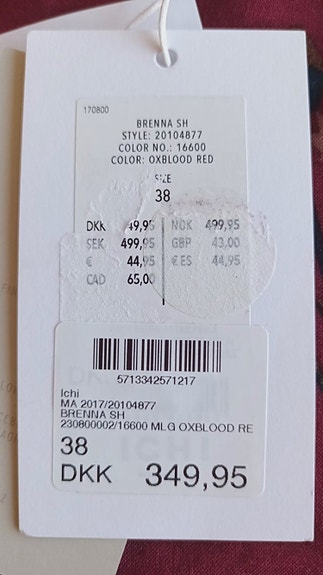 170800
BRENNA SH
STYLE: 20104877
COLOR NO.: 16600
COLOR: OXBLOOD RED
SIZE
38
DKK 49,95 NOK 499,95
SEK 499,95 GBP 43,00
€ 44,95 € ES 44,95
CAD 65,00
5713342571217
Ichi
MA 2017/20104877
BRENNA SH
230800002/16600 MLG OXBLOOD RE
38
DKK 349,95